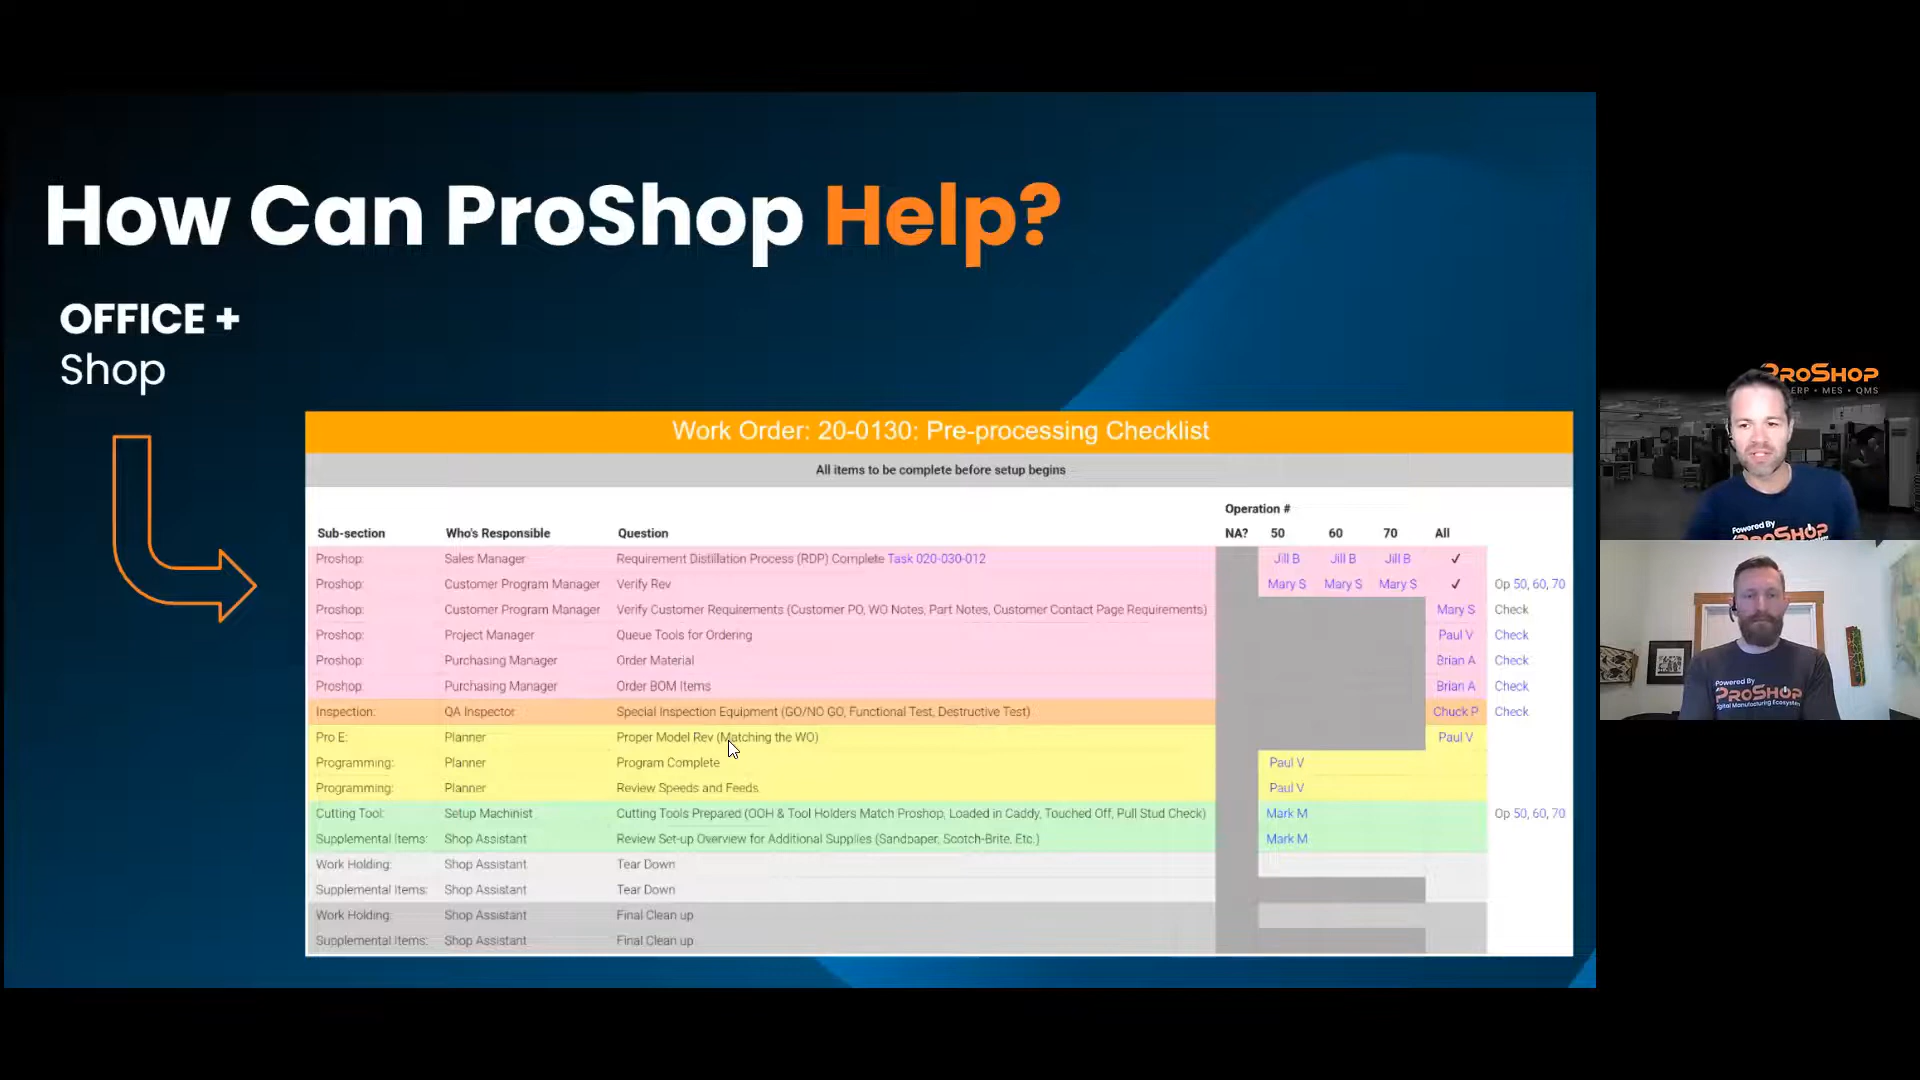 How Can ProShop Help?
OFFICE +
Shop
Work Order: 20-0130: Pre-processing Checklist
All items to be complete before setup begins
Operation #
Sub-section Who's Responsible Question NA? 50 60 70 All
Proshop: Sales Manager Requirement Distillation Process (RDP) Complete Task 020-030-012 Jill B Jill B Jill B ✓
Proshop: Customer Program Manager Verify Rev Mary S Mary S Mary S ✓ Op 50, 60, 70
Proshop: Customer Program Manager Verify Customer Requirements (Customer PO, WO Notes, Part Notes, Customer Contact Page Requirements) Mary S Check
Proshop: Project Manager Queue Tools for Ordering Paul V Check
Proshop: Purchasing Manager Order Material Brian A Check
Proshop: Purchasing Manager Order BOM Items Brian A Check
Inspection: QA Inspector Special Inspection Equipment (GO/NO GO, Functional Test, Destructive Test) Chuck P Check
Pro E: Planner Proper Model Rev (Matching the WO) Paul V
Programming: Planner Program Complete Paul V
Programming: Planner Review Speeds and Feeds Paul V
Cutting Tool: Setup Machinist Cutting Tools Prepared (OOH & Tool Holders Match Proshop, Loaded in Caddy, Touched Off, Pull Stud Check) Mark M Op 50, 60, 70
Supplemental Items: Shop Assistant Review Set-up Overview for Additional Supplies (Sandpaper, Scotch-Brite, Etc.) Mark M
Work Holding: Shop Assistant Tear Down
Supplemental Items: Shop Assistant Tear Down
Work Holding: Shop Assistant Final Clean up
Supplemental Items: Shop Assistant Final Clean up
PROSHOP
ERP • MES • QMS
Powered By
PROSHOP
Powered By
PROSHOP
Digital Manufacturing Ecosystem